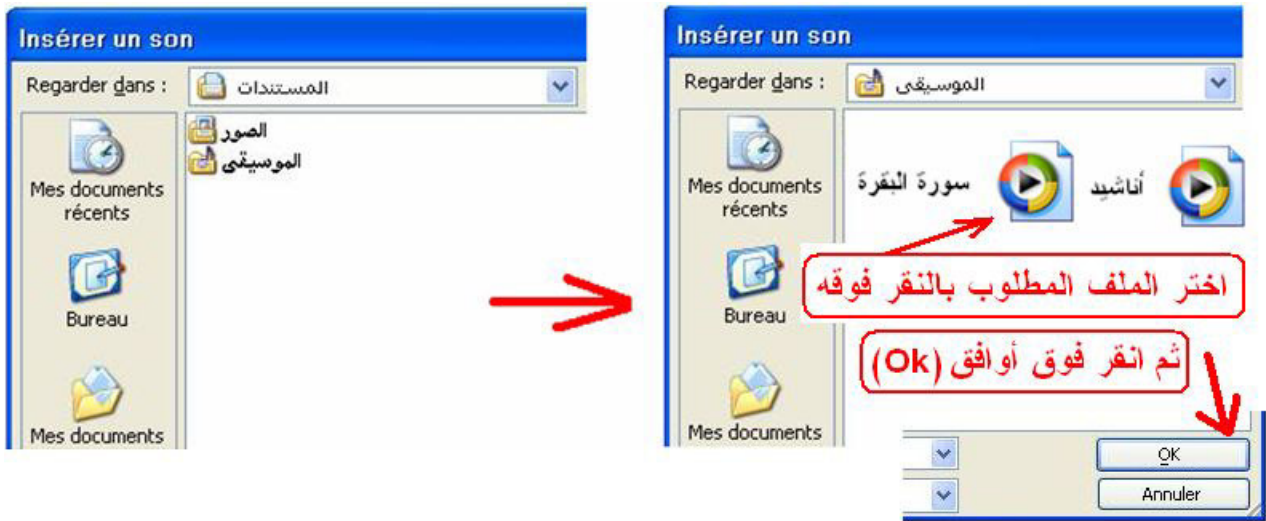 Insérer un son
Regarder dans :
المستندات
الصور
الموسيقى
Mes documents
récents
Bureau
Mes documents
Insérer un son
Regarder dans :
الموسيقى
Mes documents
récents
أناشيد
سورة البقرة
Bureau
اختر الملف المطلوب بالنقر فوقه
ثم انقر فوق أوافق (Ok)
Mes documents
OK
Annuler